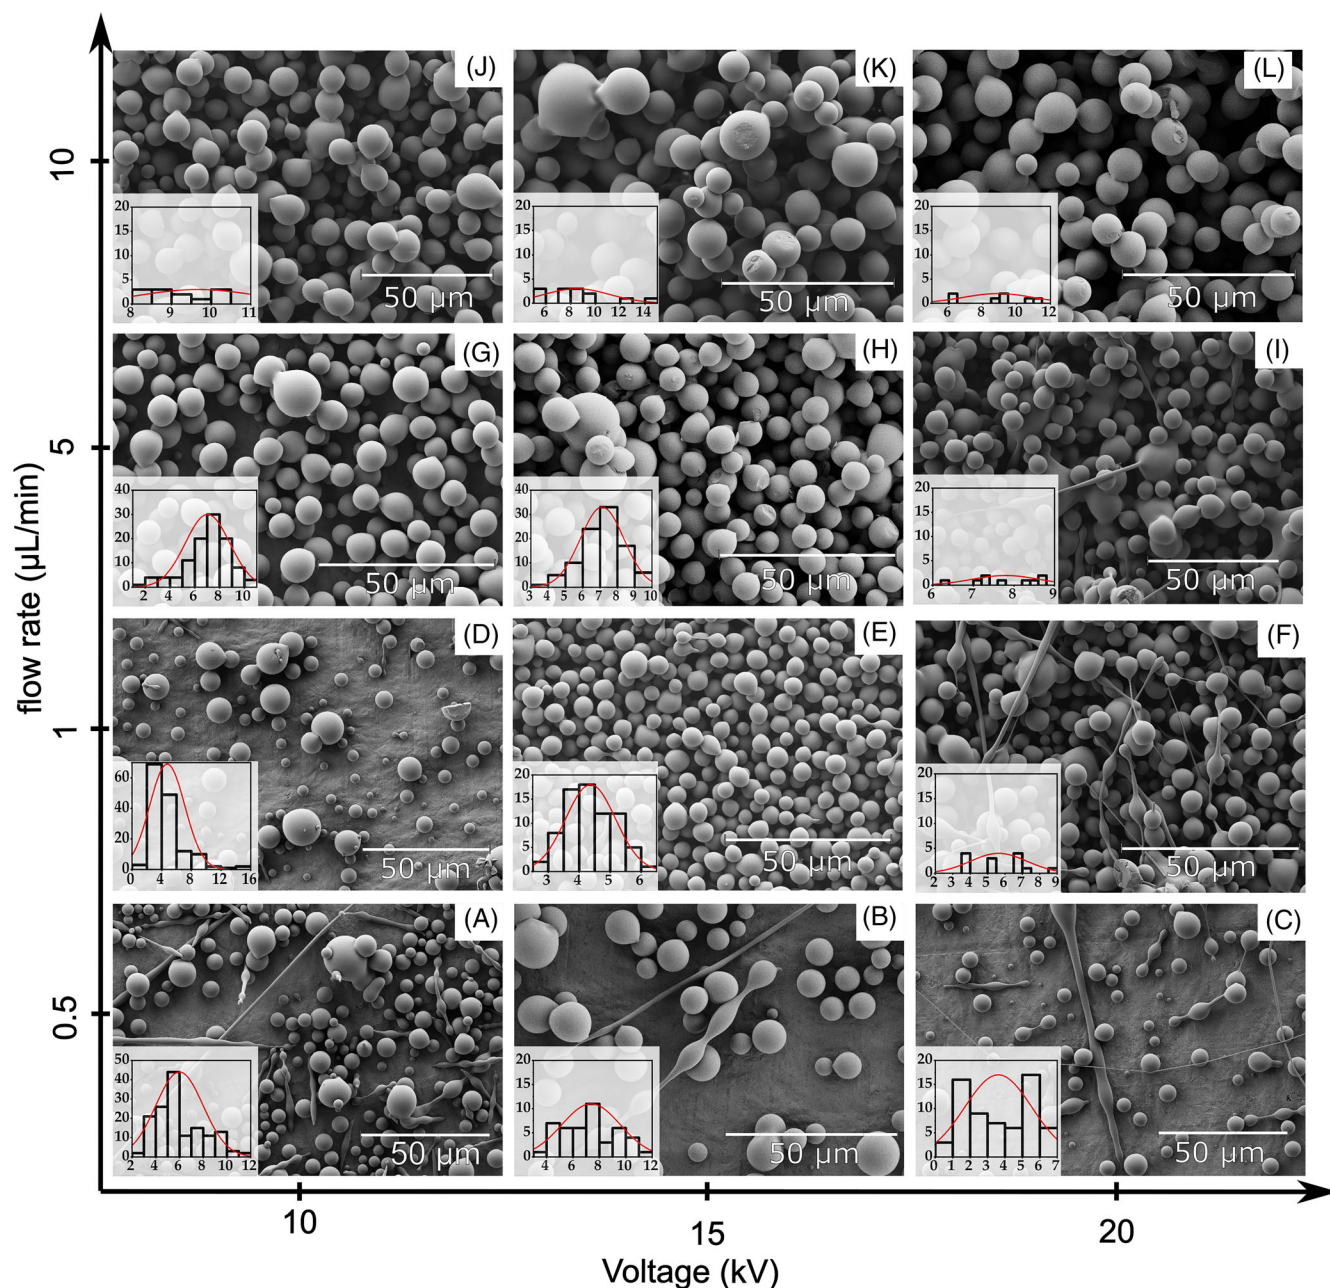 flow rate (µL/min)
10
5
1
0.5
(J)
20
15
10
5
0
8 9 10 11
50 µm
(K)
20
15
10
5
0
6 8 10 12 14
50 µm
(L)
20
15
10
5
0
6 8 10 12
50 µm
(G)
40
30
20
10
0
2 4 6 8 10
50 µm
(H)
40
30
20
10
0
3 4 5 6 7 8 9 10
50 µm
(I)
20
15
10
5
0
6 7 8 9
50 µm
(D)
60
40
20
0
0 4 8 12 16
50 µm
(E)
20
15
10
5
0
3 4 5 6
50 µm
(F)
20
15
10
5
0
2 3 4 5 6 7 8 9
50 µm
(A)
50
40
30
20
10
0
2 4 6 8 10 12
50 µm
(B)
20
15
10
5
0
4 6 8 10 12
50 µm
(C)
20
15
10
5
0
0 1 2 3 4 5 6 7
50 µm
10 15 20
Voltage (kV)